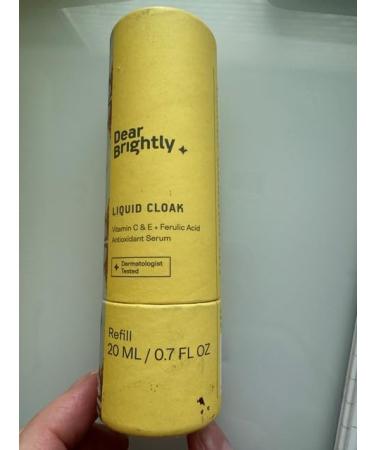 Dear
Brightly
LIQUID CLOAK
Vitamin C & E + Ferulic Acid
Antioxidant Serum
Dermatologist
Tested
Refill
20 ML / 0.7 FL OZ